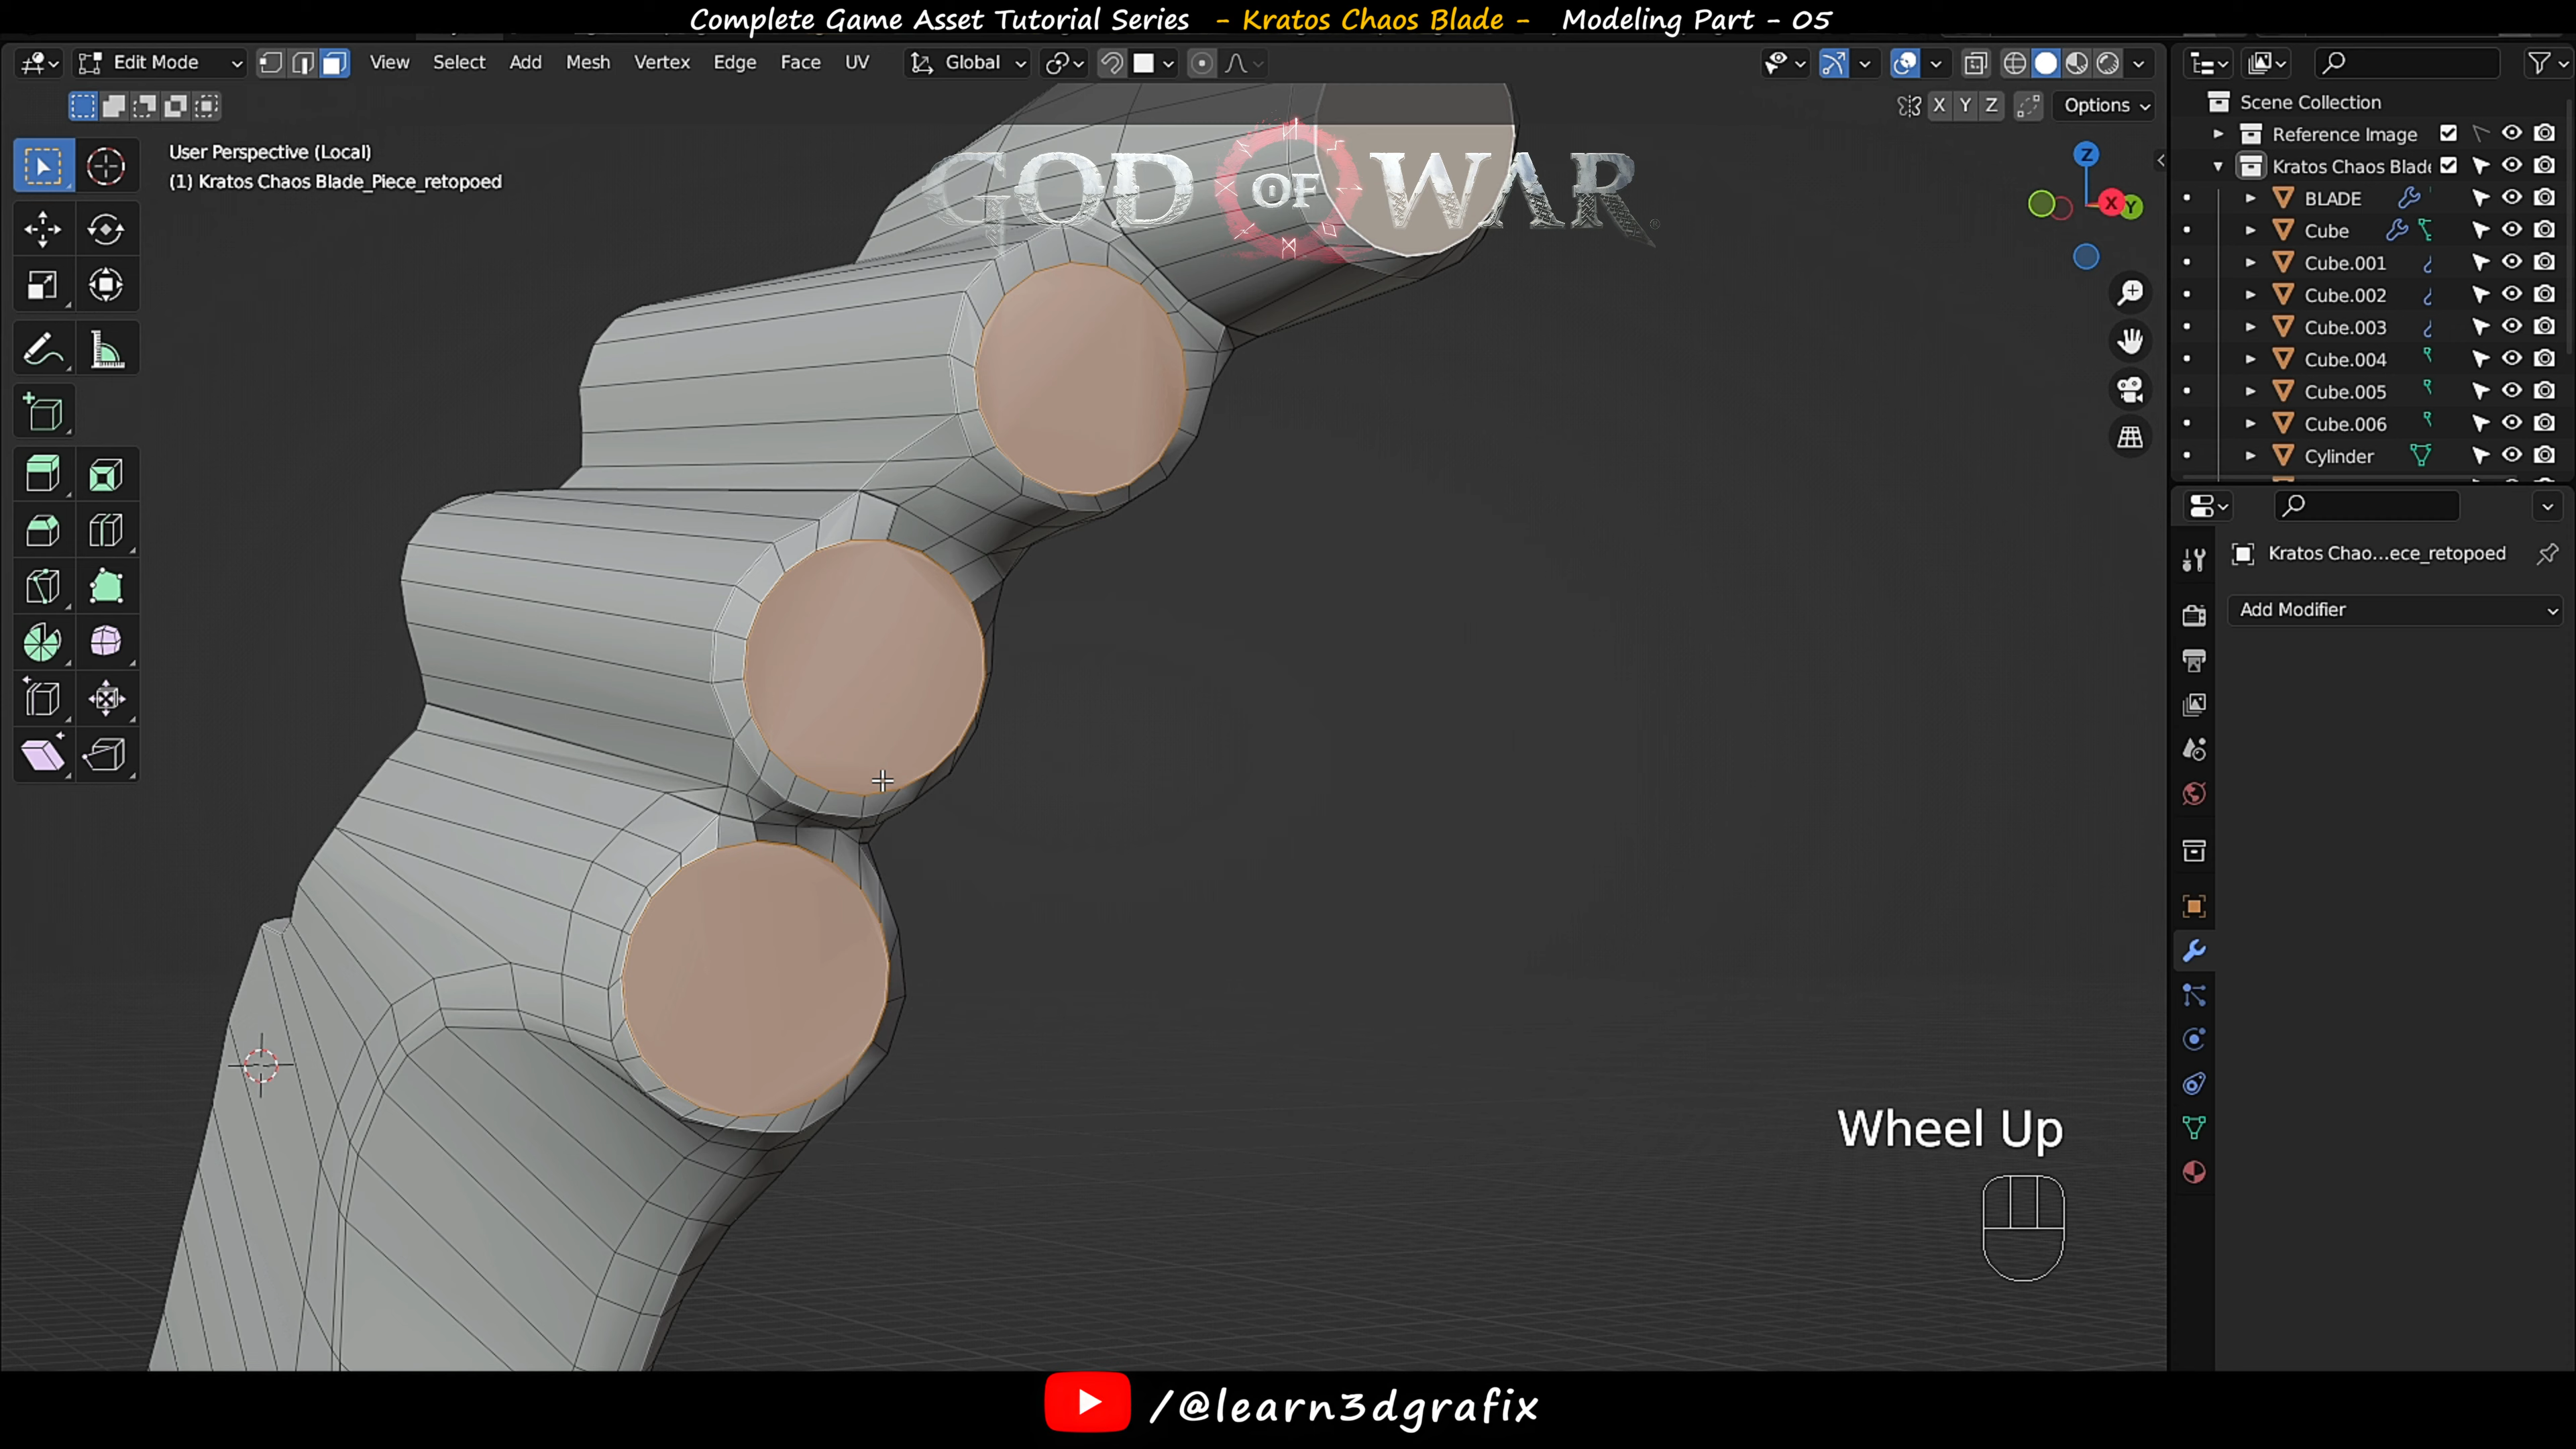 Complete Game Asset Tutorial Series - Kratos Chaos Blade - Modeling Part - 05
Edit Mode View Select Add Mesh Vertex Edge Face UV Global
X Y Z Options
User Perspective (Local)
(1) Kratos Chaos Blade_Piece_retopoed
GOD OF WAR
Z
X
Y
Scene Collection
Reference Image
Kratos Chaos Blade
BLADE
Cube
Cube.001
Cube.002
Cube.003
Cube.004
Cube.005
Cube.006
Cylinder
Kratos Chao...ece_retopoed
Add Modifier
Wheel Up
/@learn3dgrafix